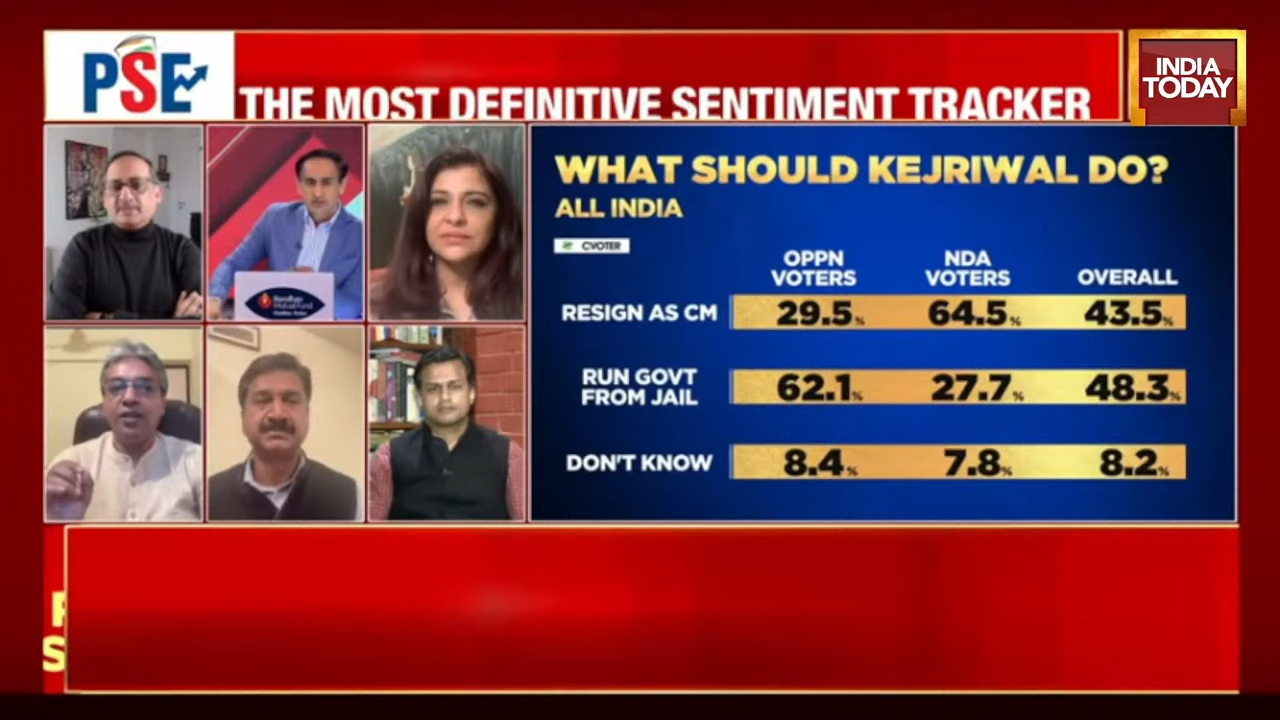 PSE
THE MOST DEFINITIVE SENTIMENT TRACKER
INDIA
TODAY
WHAT SHOULD KEJRIWAL DO?
ALL INDIA
CVOTER
OPPN VOTERS NDA VOTERS OVERALL
RESIGN AS CM 29.5% 64.5% 43.5%
RUN GOVT FROM JAIL 62.1% 27.7% 48.3%
DON'T KNOW 8.4% 7.8% 8.2%